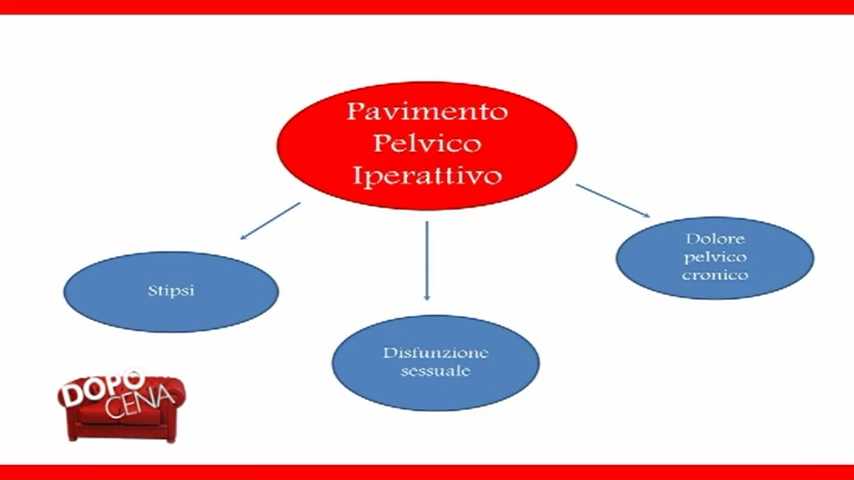 Pavimento
Pelvico
Iperattivo
Dolore
pelvico
cronico
Stipsi
Disfunzione
sessuale
DOPO
CENA